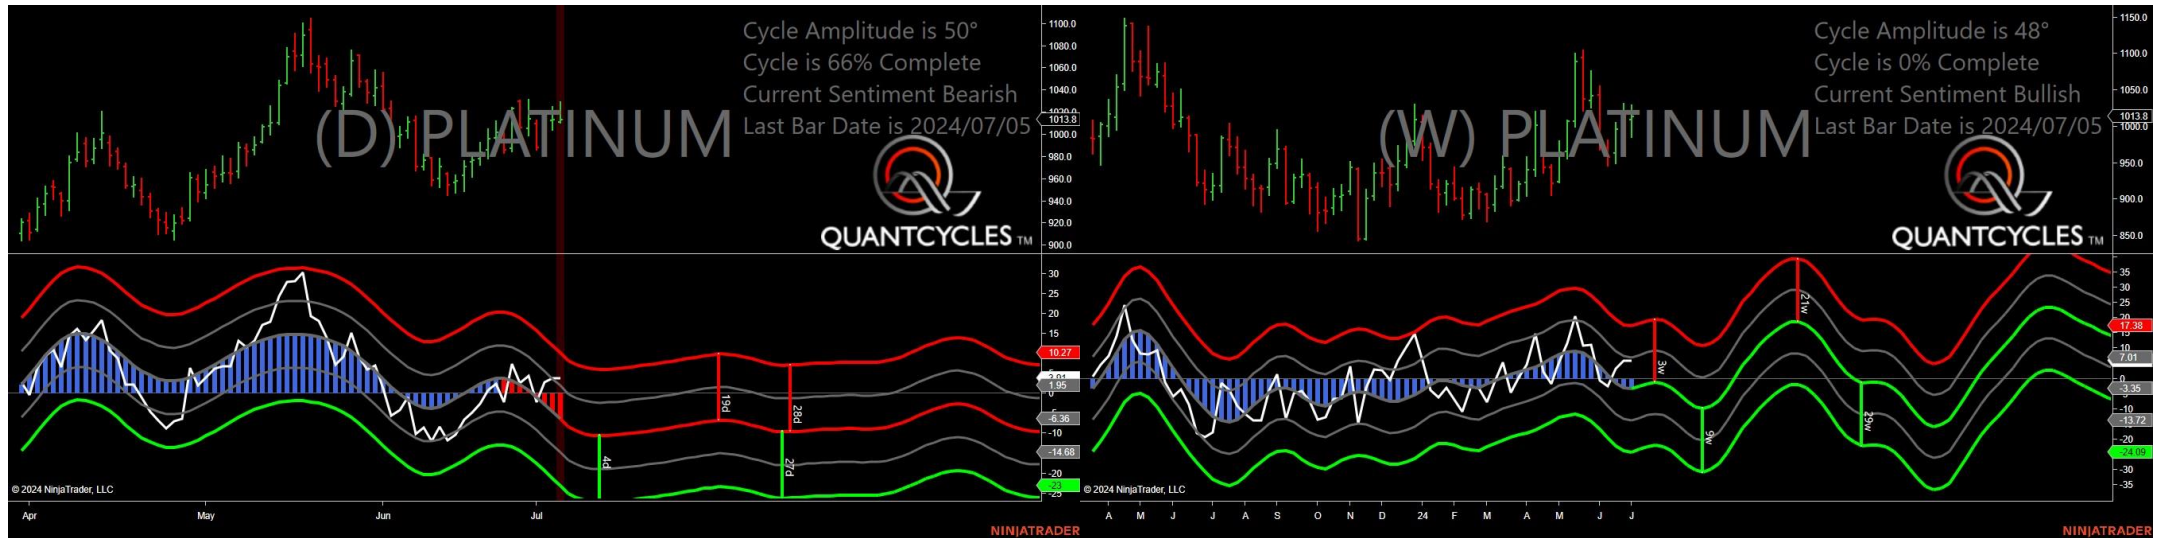 Cycle Amplitude is 50°
Cycle is 66% Complete
Current Sentiment Bearish
Last Bar Date is 2024/07/05
(D) PLATINUM
QUANTCYCLES TM
1100.0
1080.0
1060.0
1040.0
1020.0
1013.8
1000.0
980.0
960.0
940.0
920.0
900.0
30
25
20
15
10.27
1.95
0
-6.36
-10
-14.68
-20
-23
-25
4d
19d
27d
28d
© 2024 NinjaTrader, LLC
Apr
May
Jun
Jul
NINJATRADER
Cycle Amplitude is 48°
Cycle is 0% Complete
Current Sentiment Bullish
Last Bar Date is 2024/07/05
(W) PLATINUM
QUANTCYCLES TM
1150.0
1100.0
1050.0
1013.8
1000.0
950.0
900.0
850.0
35
30
25
20
17.38
10
7.01
0
-3.35
-10
-13.72
-20
-24.09
-30
-35
3w
9w
21w
29w
© 2024 NinjaTrader, LLC
A M J J A S O N D 24 F M A M J J
NINJATRADER